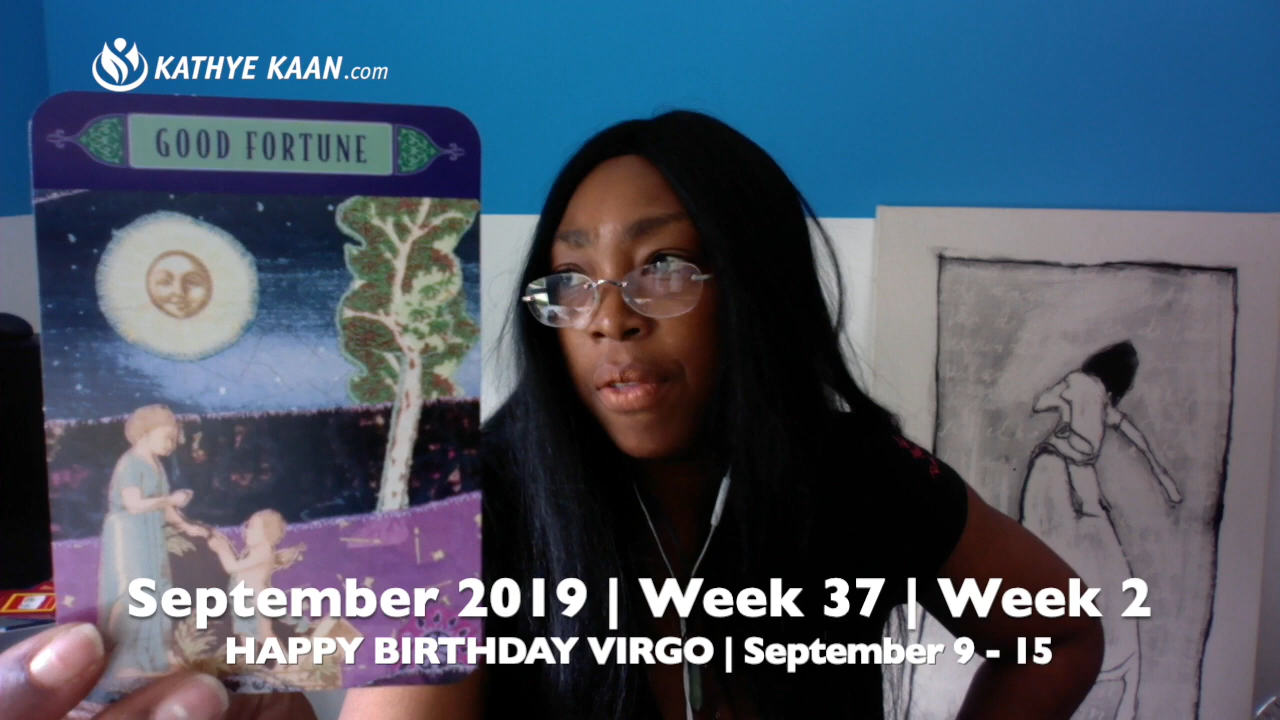 KATHYE KAAN.com
GOOD FORTUNE
September 2019 | Week 37 | Week 2
HAPPY BIRTHDAY VIRGO | September 9 - 15